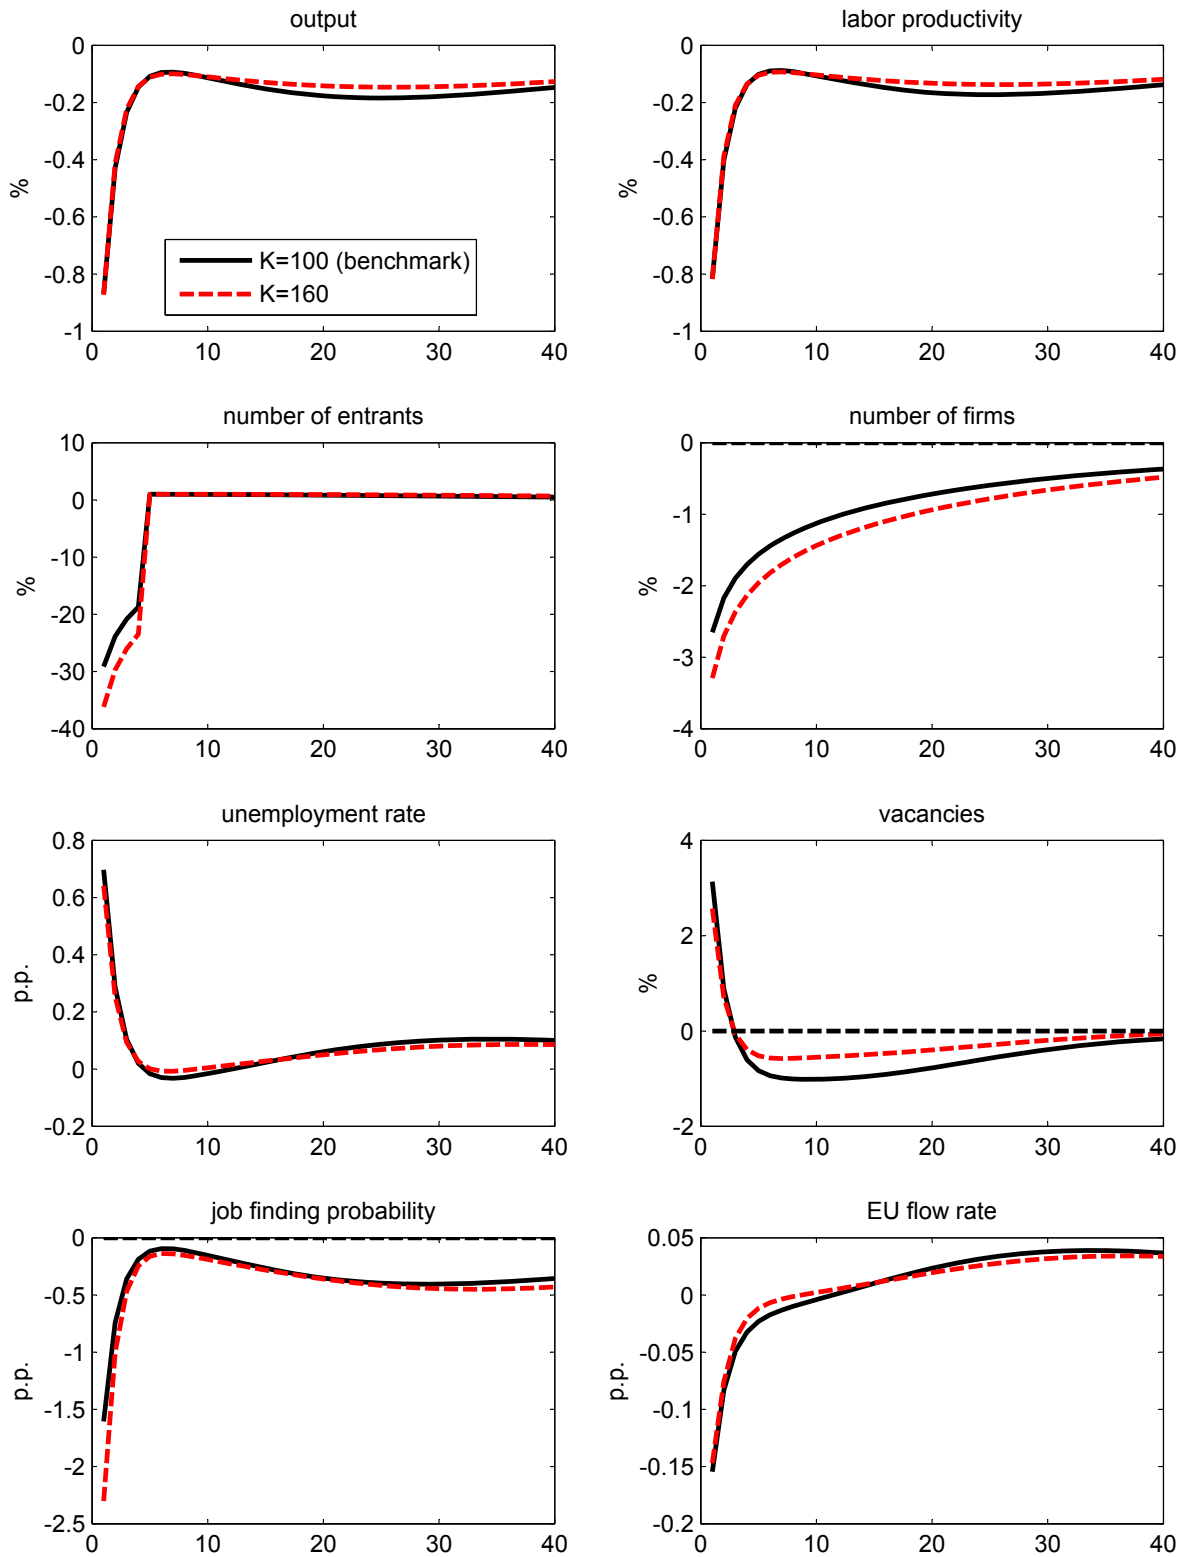 output
labor productivity
0
-0.2
-0.4
-0.6
-0.8
-1
%
K=100 (benchmark)
K=160
0 10 20 30 40
0
-0.2
-0.4
-0.6
-0.8
-1
%
0 10 20 30 40
number of entrants
number of firms
10
0
-10
-20
-30
-40
%
0 10 20 30 40
0
-1
-2
-3
-4
%
0 10 20 30 40
unemployment rate
vacancies
0.8
0.6
0.4
0.2
0
-0.2
p.p.
0 10 20 30 40
4
2
0
-2
%
0 10 20 30 40
job finding probability
EU flow rate
0
-0.5
-1
-1.5
-2
-2.5
p.p.
0 10 20 30 40
0.05
0
-0.05
-0.1
-0.15
-0.2
p.p.
0 10 20 30 40